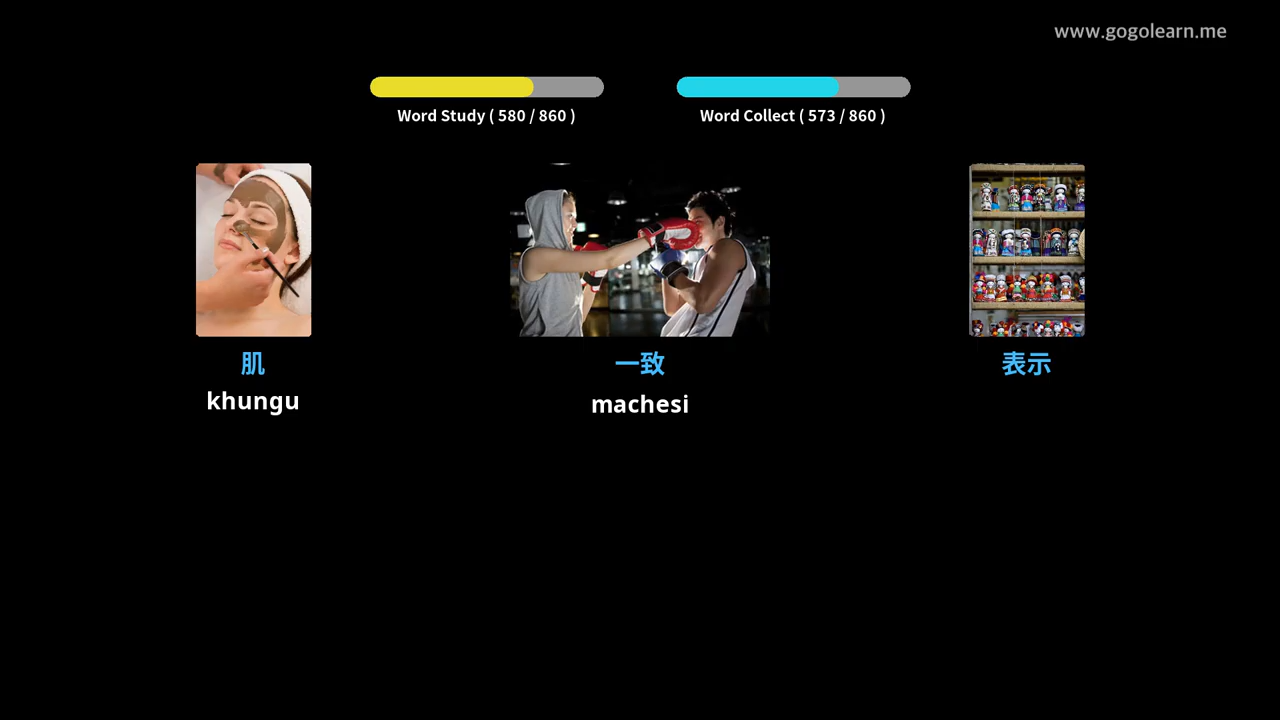 www.gogolearn.me
Word Study ( 580 / 860 )
Word Collect ( 573 / 860 )
肌
一致
表示
khungu
machesi